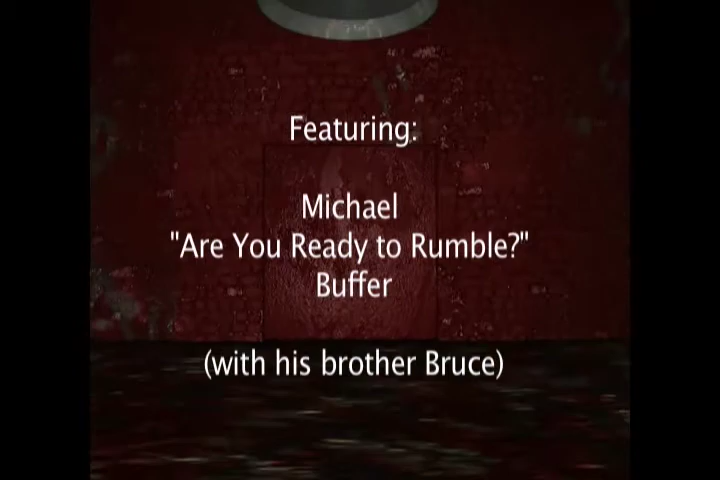 Featuring:
Michael
"Are You Ready to Rumble?"
Buffer
(with his brother Bruce)